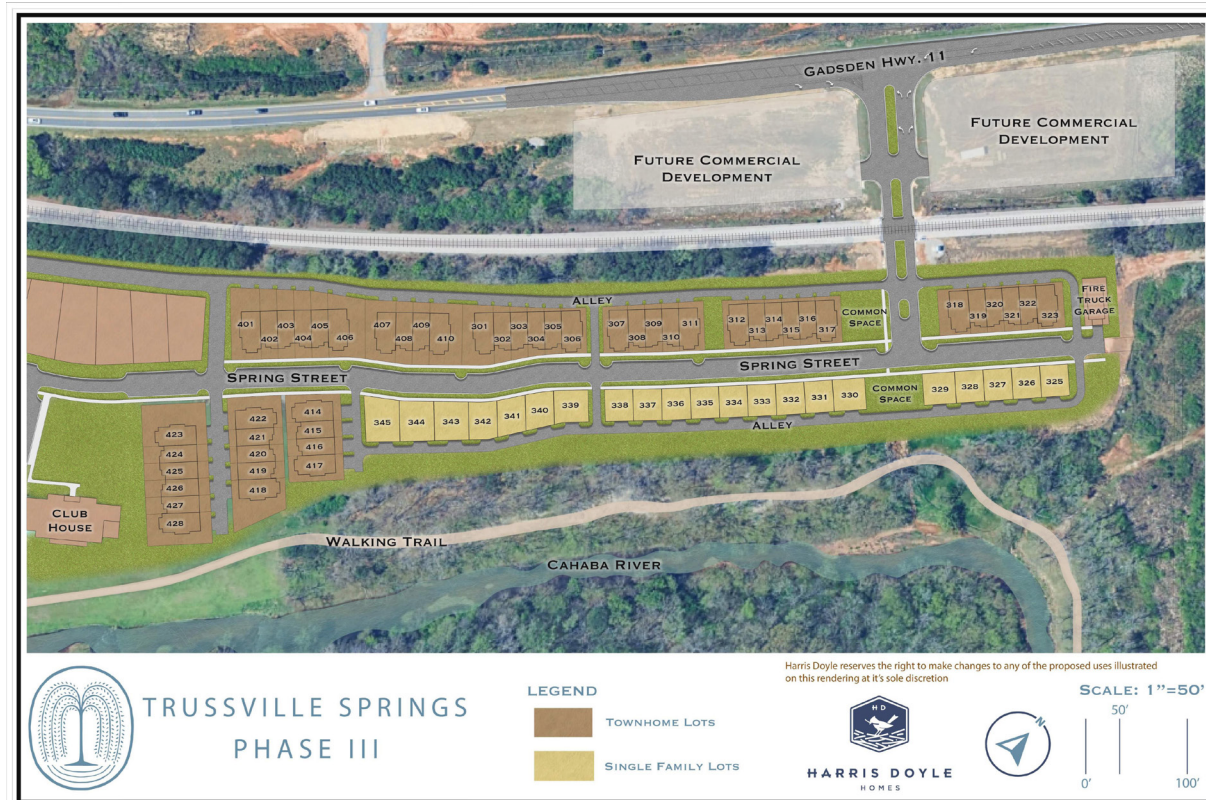 GADSDEN HWY. 11
FUTURE COMMERCIAL
DEVELOPMENT
FUTURE COMMERCIAL
DEVELOPMENT
ALLEY
FIRE
TRUCK
GARAGE
401
402
403
404
405
406
407
408
409
410
301
302
303
304
305
306
307
308
309
310
311
312
313
314
315
316
317
COMMON
SPACE
318
319
320
321
322
323
SPRING STREET
SPRING STREET
345
344
343
342
341
340
339
338
337
336
335
334
333
332
331
330
COMMON
SPACE
329
328
327
326
325
ALLEY
414
415
416
417
422
421
420
419
418
423
424
425
426
427
428
CLUB
HOUSE
WALKING TRAIL
CAHABA RIVER
TRUSSVILLE SPRINGS
PHASE III
LEGEND
TOWNHOME LOTS
SINGLE FAMILY LOTS
Harris Doyle reserves the right to make changes to any of the proposed uses illustrated
on this rendering at it's sole discretion
HD
HARRIS DOYLE
HOMES
N
SCALE: 1"=50'
50'
0'
100'